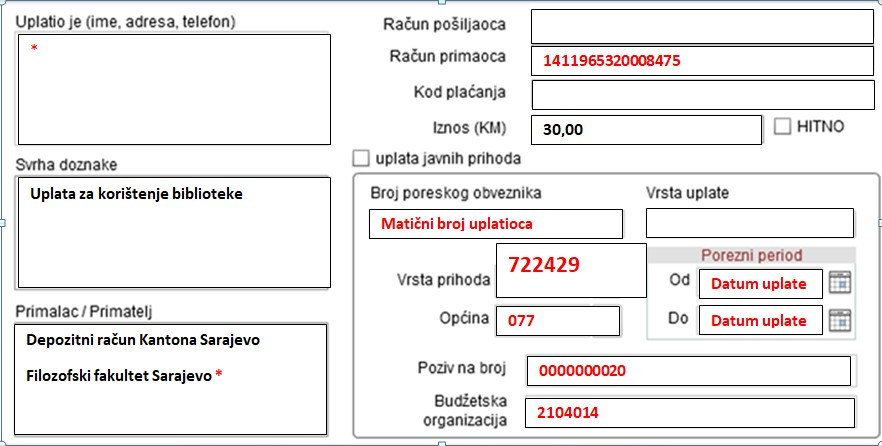 Uplatio je (ime, adresa, telefon)
*
Svrha doznake
Uplata za korištenje biblioteke
Primalac / Primatelj
Depozitni račun Kantona Sarajevo
Filozofski fakultet Sarajevo *
Račun pošiljaoca
Račun primaoca 1411965320008475
Kod plaćanja
Iznos (KM) 30,00 HITNO
uplata javnih prihoda
Broj poreskog obveznika Vrsta uplate
Matični broj uplatioca
Porezni period
Vrsta prihoda 722429 Od Datum uplate
Općina 077 Do Datum uplate
Poziv na broj 0000000020
Budžetska
organizacija 2104014